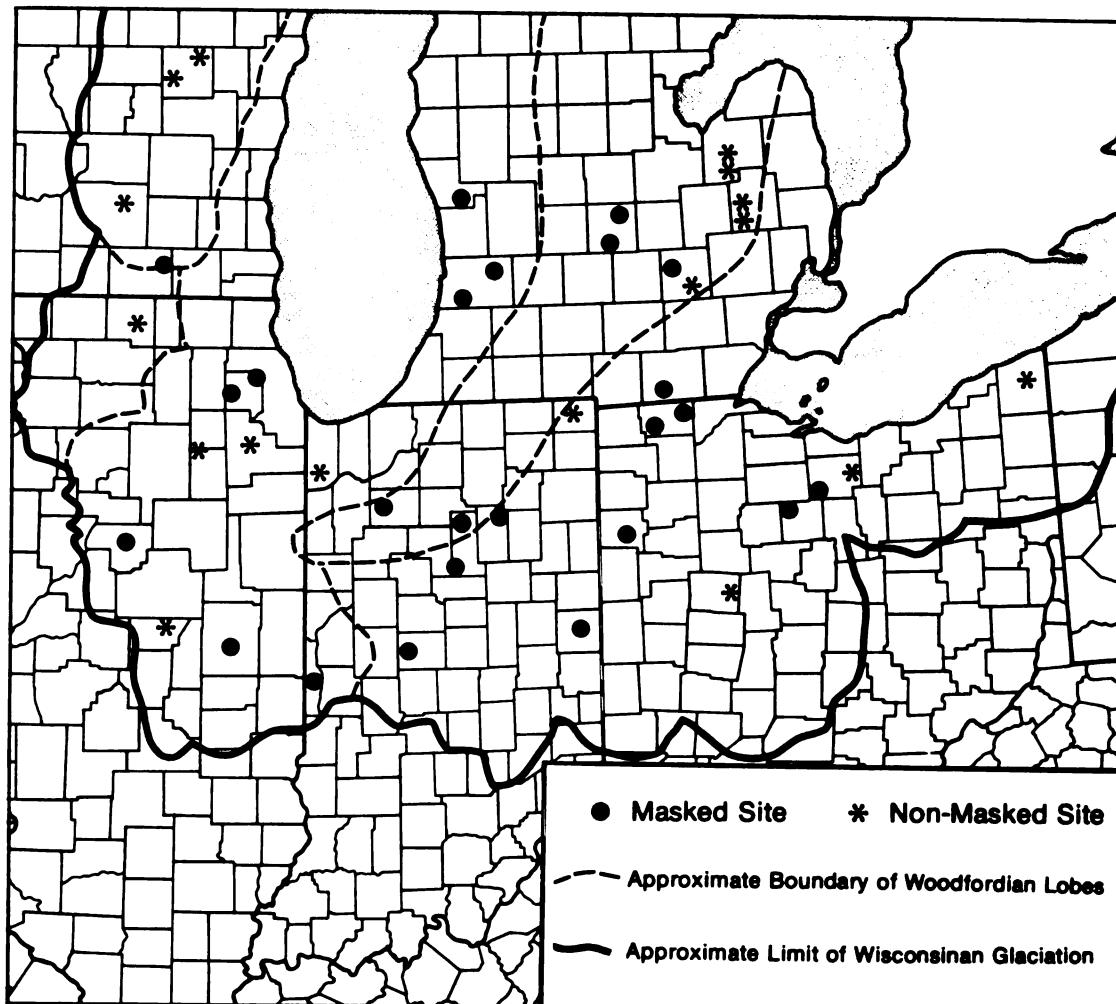 Masked Site
Non-Masked Site
Approximate Boundary of Woodfordian Lobes
Approximate Limit of Wisconsinan Glaciation